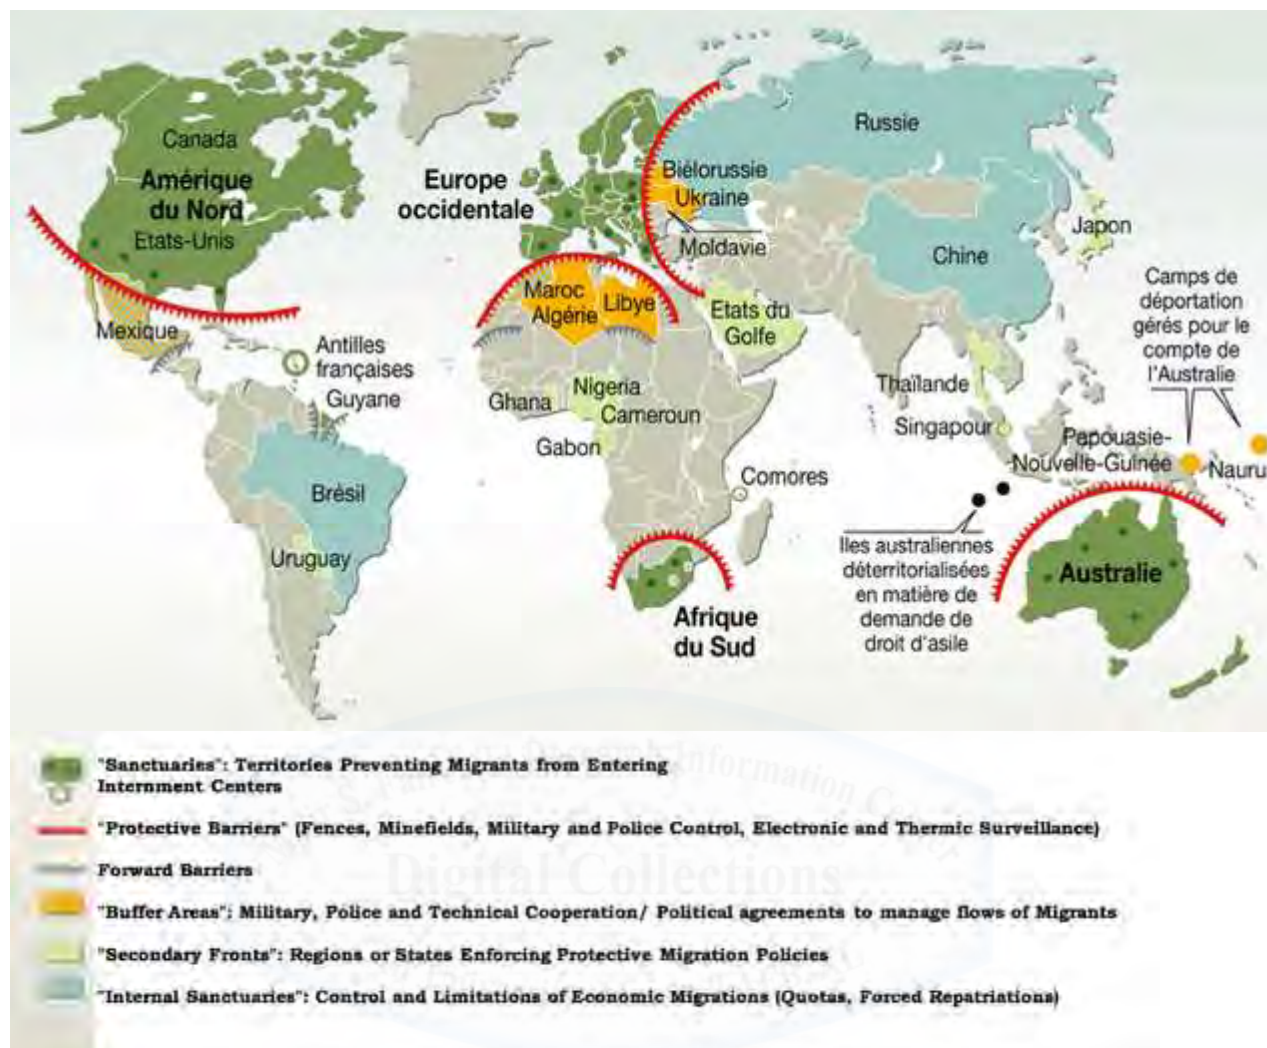 Canada
Amérique
du Nord
Etats-Unis
Mexique
Antilles
françaises
Guyane
Brésil
Uruguay
Europe
occidentale
Biélorussie
Ukraine
Moldavie
Russie
Chine
Japon
Maroc
Algérie
Libye
Etats du
Golfe
Ghana
Nigeria
Cameroun
Gabon
Comores
Afrique
du Sud
Thaïlande
Singapour
Papouasie-
Nouvelle-Guinée
Nauru
Camps de
déportation
gérés pour le
compte de
l'Australie
Iles australiennes
déterritorialisées
en matière de
demande de
droit d'asile
Australie
"Sanctuaries": Territories Preventing Migrants from Entering
Internment Centers
"Protective Barriers" (Fences, Minefields, Military and Police Control, Electronic and Thermic Surveillance)
Forward Barriers
"Buffer Areas": Military, Police and Technical Cooperation/ Political agreements to manage flows of Migrants
"Secondary Fronts": Regions or States Enforcing Protective Migration Policies
"Internal Sanctuaries": Control and Limitations of Economic Migrations (Quotas, Forced Repatriations)
Information
Digital Collections